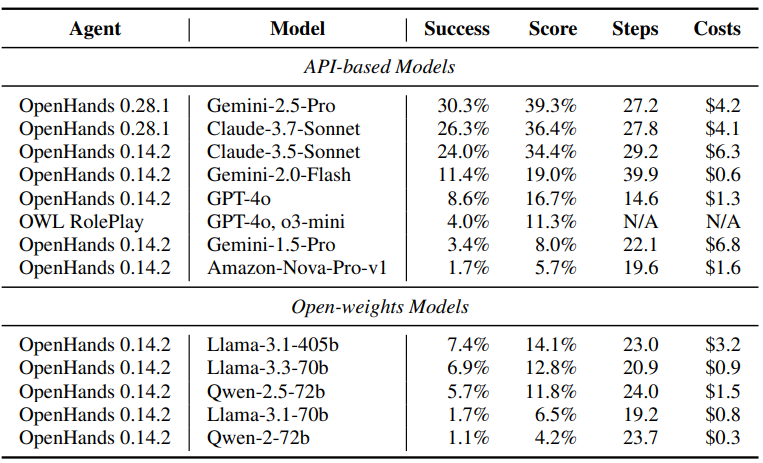 Agent Model Success Score Steps Costs
API-based Models
OpenHands 0.28.1 Gemini-2.5-Pro 30.3% 39.3% 27.2 $4.2
OpenHands 0.28.1 Claude-3.7-Sonnet 26.3% 36.4% 27.8 $4.1
OpenHands 0.14.2 Claude-3.5-Sonnet 24.0% 34.4% 29.2 $6.3
OpenHands 0.14.2 Gemini-2.0-Flash 11.4% 19.0% 39.9 $0.6
OpenHands 0.14.2 GPT-4o 8.6% 16.7% 14.6 $1.3
OWL RolePlay GPT-4o, o3-mini 4.0% 11.3% N/A N/A
OpenHands 0.14.2 Gemini-1.5-Pro 3.4% 8.0% 22.1 $6.8
OpenHands 0.14.2 Amazon-Nova-Pro-v1 1.7% 5.7% 19.6 $1.6
Open-weights Models
OpenHands 0.14.2 Llama-3.1-405b 7.4% 14.1% 23.0 $3.2
OpenHands 0.14.2 Llama-3.3-70b 6.9% 12.8% 20.9 $0.9
OpenHands 0.14.2 Qwen-2.5-72b 5.7% 11.8% 24.0 $1.5
OpenHands 0.14.2 Llama-3.1-70b 1.7% 6.5% 19.2 $0.8
OpenHands 0.14.2 Qwen-2-72b 1.1% 4.2% 23.7 $0.3